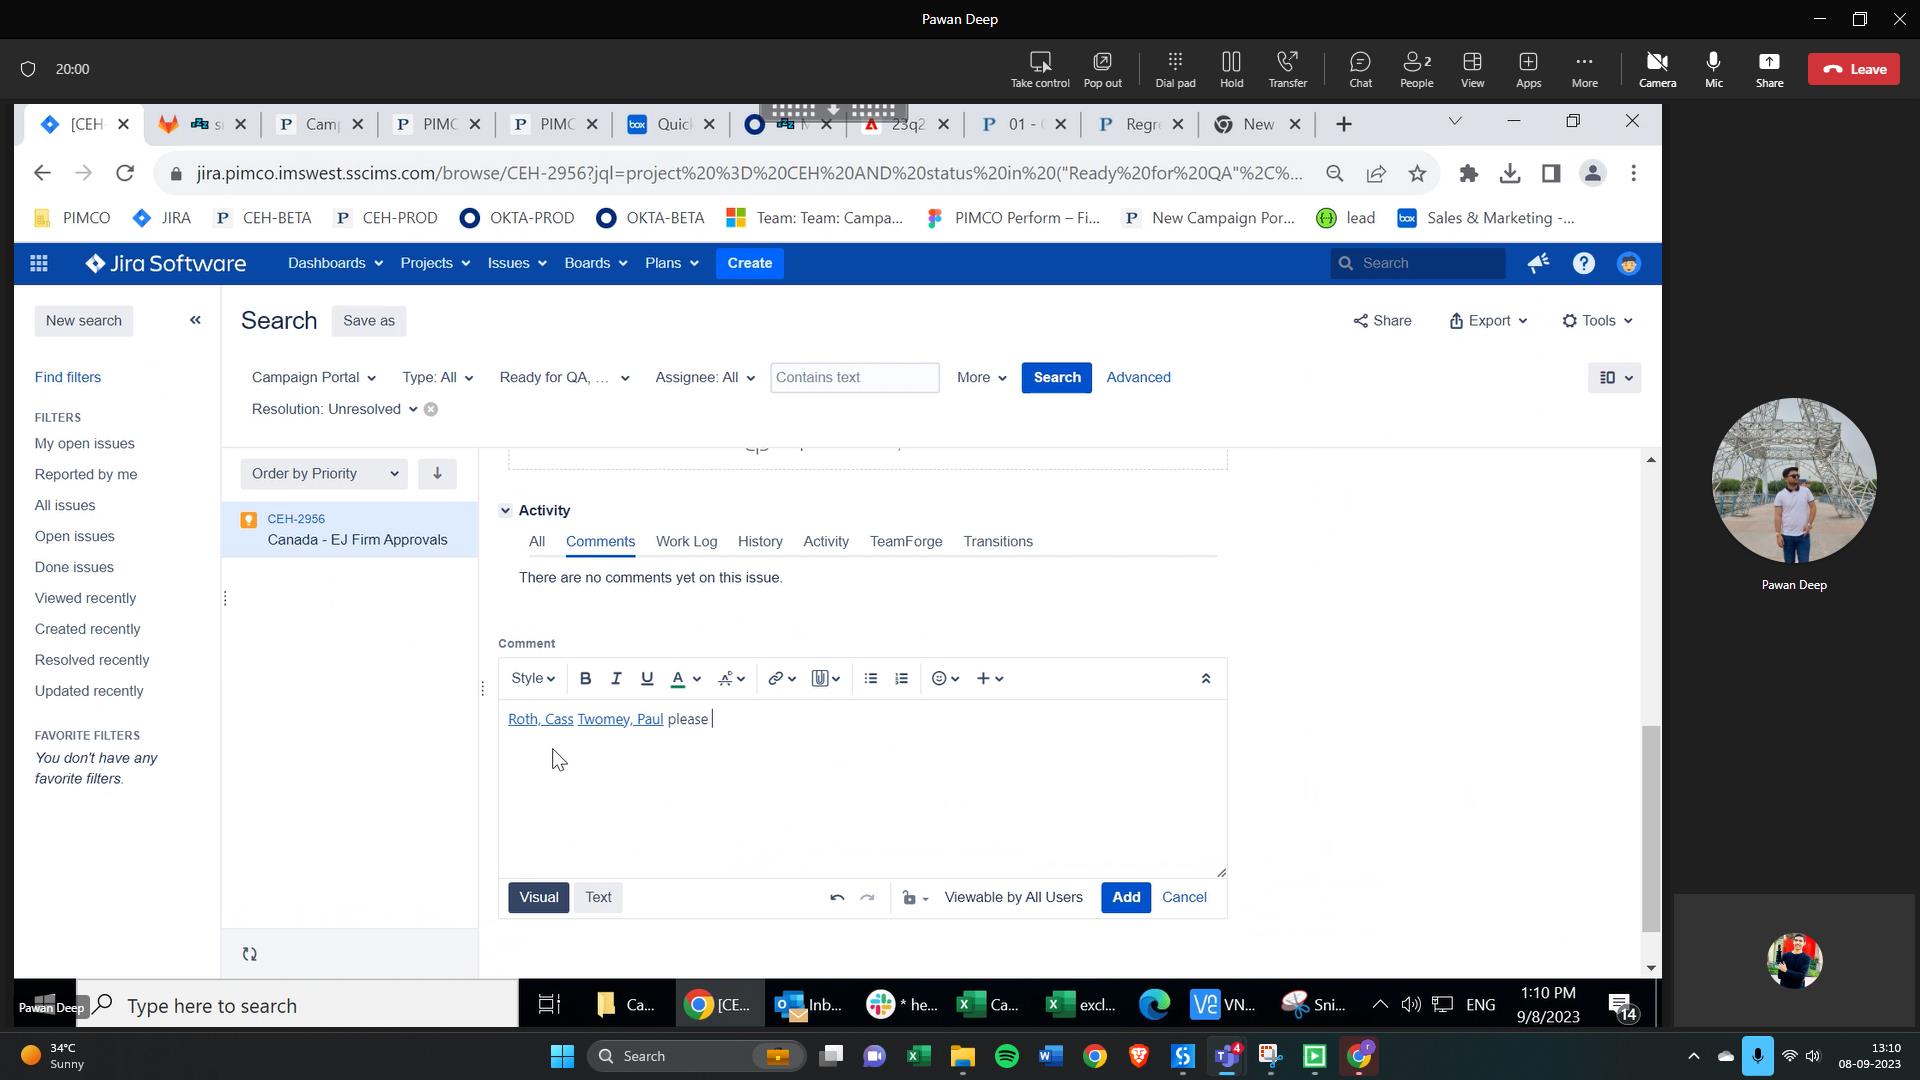 Pawan Deep
20:00
Take control
Pop out
Dial pad
Hold
Transfer
Chat
2
People
View
Apps
More
Camera
Mic
Share
Leave
[CEH-
Camp
PIMC
PIMC
Quic
23q2
01 -
Regr
New
jira.pimco.imswest.sscims.com/browse/CEH-2956?jql=project%20%3D%20CEH%20AND%20status%20in%20("Ready%20for%20QA"%2C%...
PIMCO
JIRA
CEH-BETA
CEH-PROD
OKTA-PROD
OKTA-BETA
Team: Team: Campa...
PIMCO Perform – Fi...
New Campaign Por...
lead
box Sales & Marketing -...
Jira Software
Dashboards
Projects
Issues
Boards
Plans
Create
Search
New search
Search
Save as
Share
Export
Tools
Find filters
Campaign Portal
Type: All
Ready for QA, ...
Assignee: All
Contains text
More
Search
Advanced
Resolution: Unresolved
FILTERS
My open issues
Reported by me
All issues
Open issues
Done issues
Viewed recently
Created recently
Resolved recently
Updated recently
FAVORITE FILTERS
You don't have any
favorite filters.
Order by Priority
CEH-2956
Canada - EJ Firm Approvals
Activity
All
Comments
Work Log
History
Activity
TeamForge
Transitions
There are no comments yet on this issue.
Comment
Style
Roth, Cass Twomey, Paul please
Visual
Text
Viewable by All Users
Add
Cancel
Pawan Deep
Pawan Deep
Type here to search
Ca...
[CE...
Inb...
* he...
Ca...
excl...
VN...
Sni...
ENG
1:10 PM
9/8/2023
14
34°C
Sunny
Search
4
13:10
08-09-2023